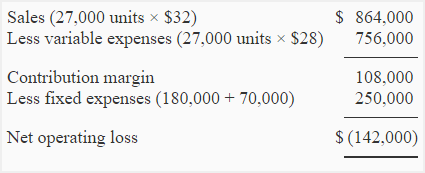 Sales (27,000 units × $32) $ 864,000
Less variable expenses (27,000 units × $28) 756,000
Contribution margin 108,000
Less fixed expenses (180,000 + 70,000) 250,000
Net operating loss $ (142,000)